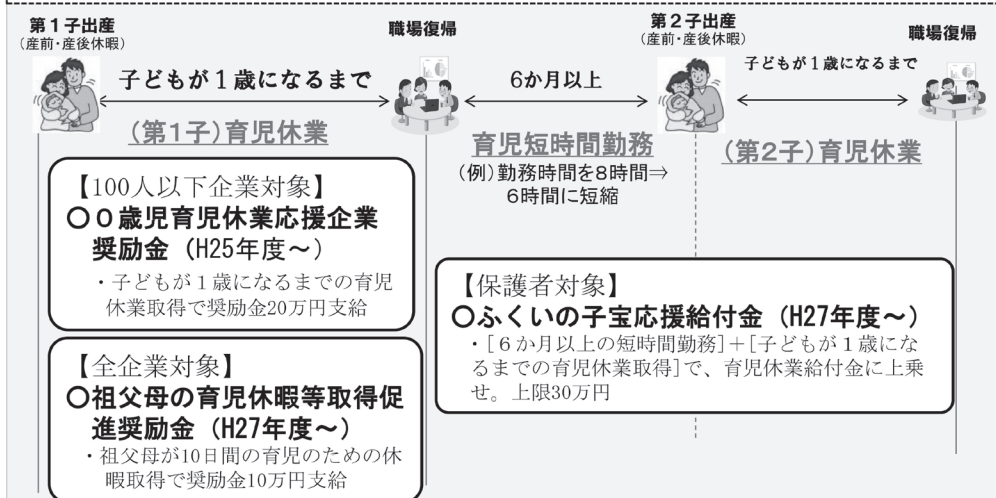 第1子出産
（産前・産後休暇）
職場復帰
第2子出産
（産前・産後休暇）
職場復帰
子どもが１歳になるまで
6か月以上
子どもが１歳になるまで
（第1子）育児休業
育児短時間勤務
（第2子）育児休業
（例）勤務時間を８時間⇒
６時間に短縮
【100人以下企業対象】
〇０歳児育児休業応援企業
奨励金（H25年度～）
・子どもが１歳になるまでの育児
休業取得で奨励金20万円支給
【保護者対象】
〇ふくいの子宝応援給付金（H27年度～）
・［６か月以上の短時間勤務］＋［子どもが１歳にな
るまでの育児休業取得］で、育児休業給付金に上乗
せ。上限30万円
【全企業対象】
〇祖父母の育児休暇等取得促
進奨励金（H27年度～）
・祖父母が10日間の育児のための休
暇取得で奨励金10万円支給